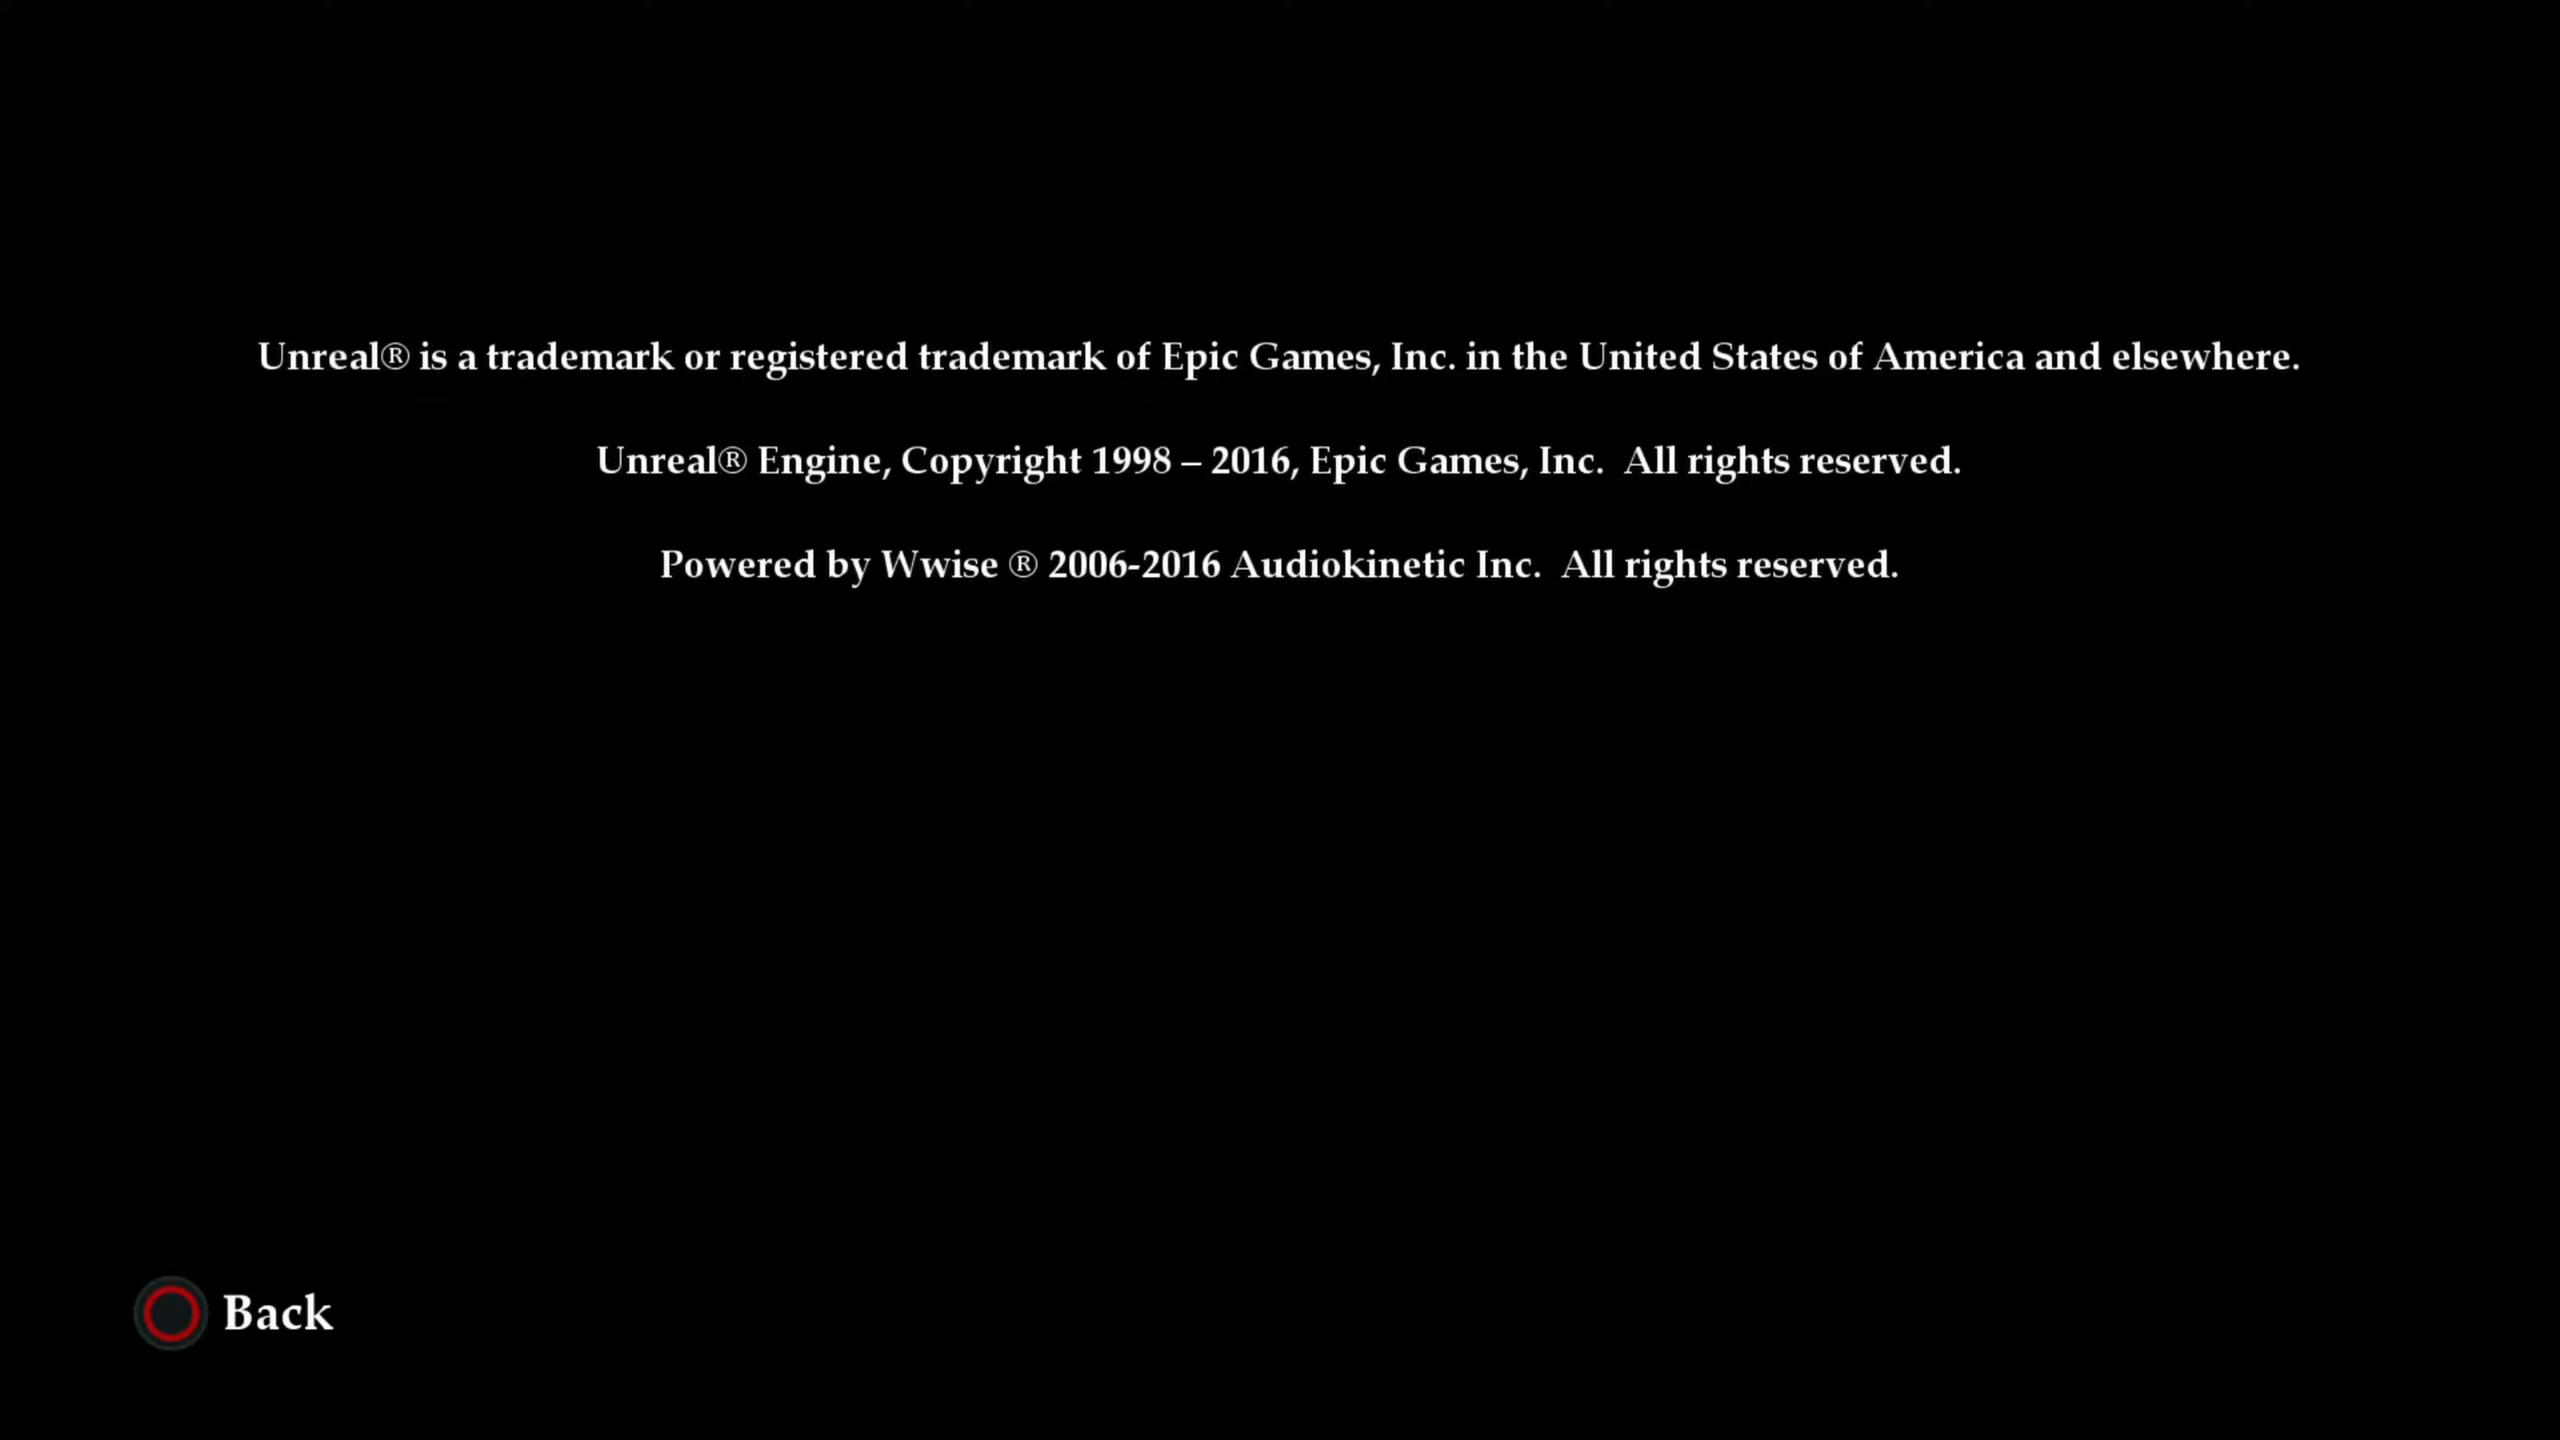 Unreal® is a trademark or registered trademark of Epic Games, Inc. in the United States of America and elsewhere.
Unreal® Engine, Copyright 1998 – 2016, Epic Games, Inc.  All rights reserved.
Powered by Wwise ® 2006-2016 Audiokinetic Inc.  All rights reserved.
Back